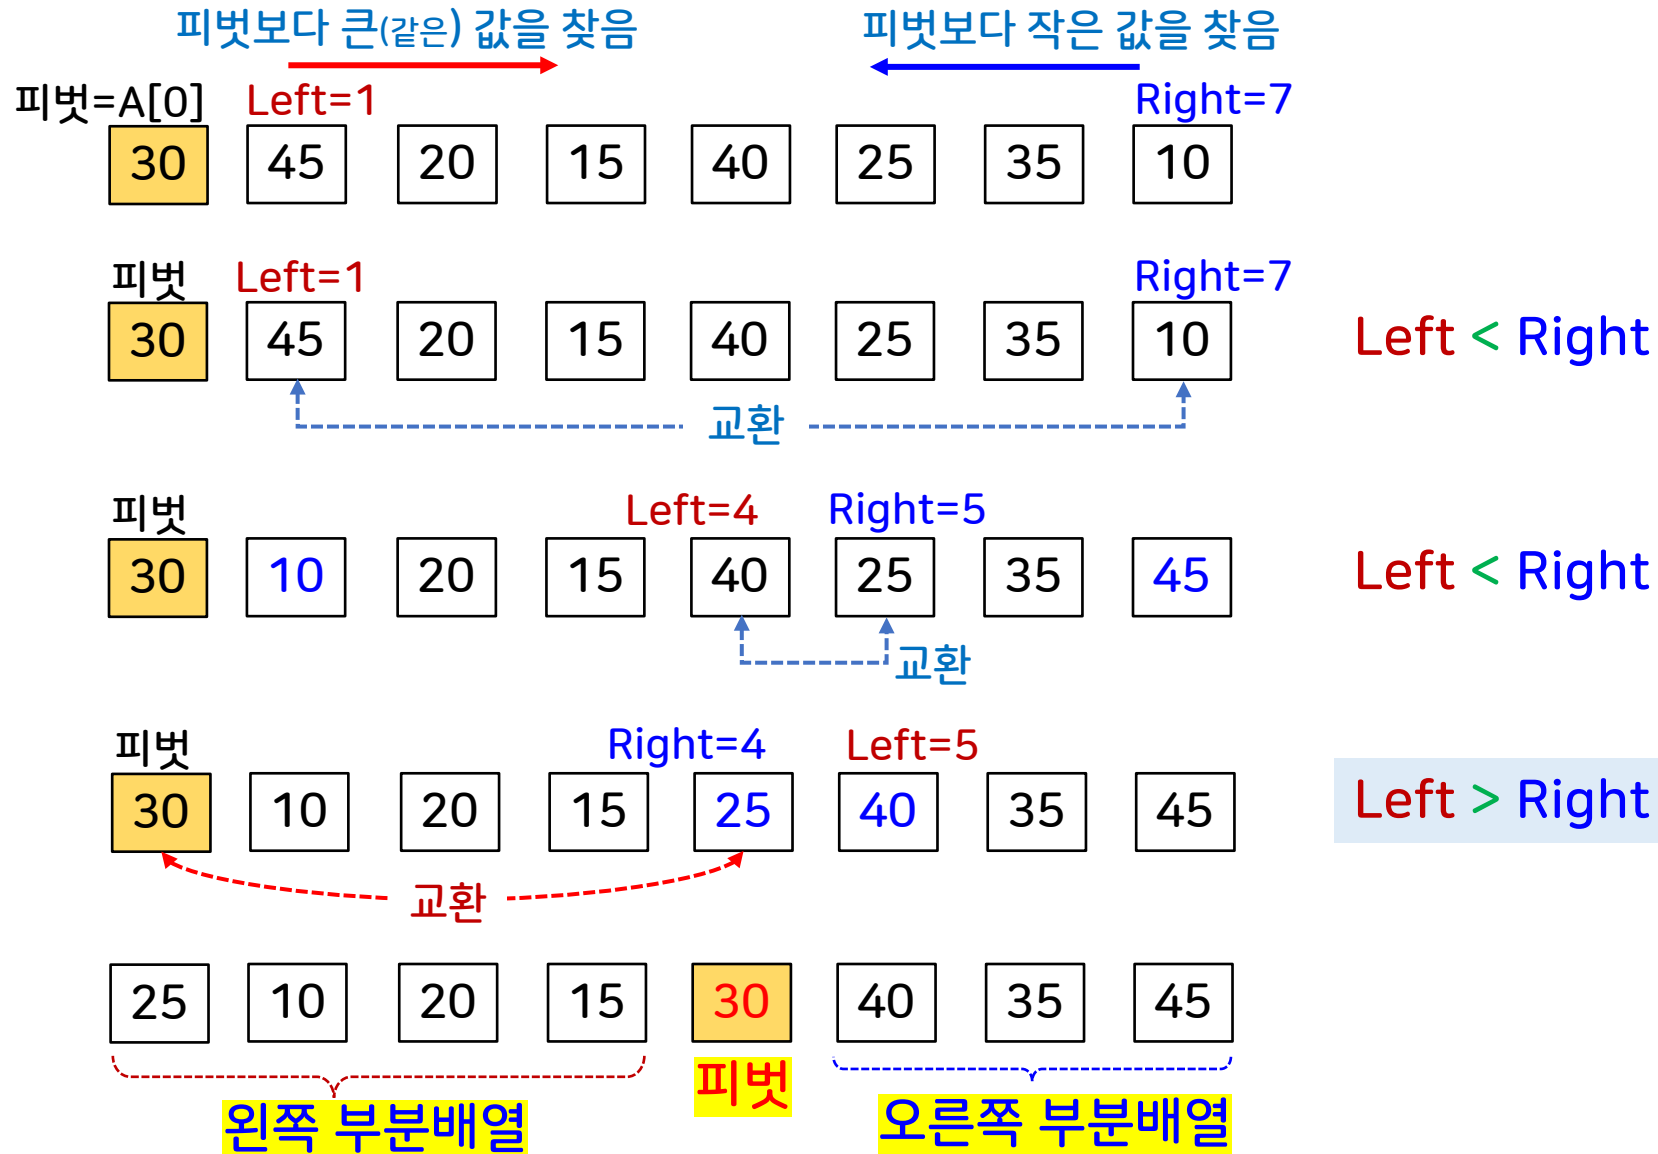 피벗보다 큰(같은) 값을 찾음 피벗보다 작은 값을 찾음
피벗=A[0] Left=1 Right=7
30 45 20 15 40 25 35 10
피벗 Left=1 Right=7
30 45 20 15 40 25 35 10 Left < Right
교환
피벗 Left=4 Right=5
30 10 20 15 40 25 35 45 Left < Right
교환
피벗 Right=4 Left=5
30 10 20 15 25 40 35 45 Left > Right
교환
25 10 20 15 30 40 35 45
피벗
왼쪽 부분배열 오른쪽 부분배열